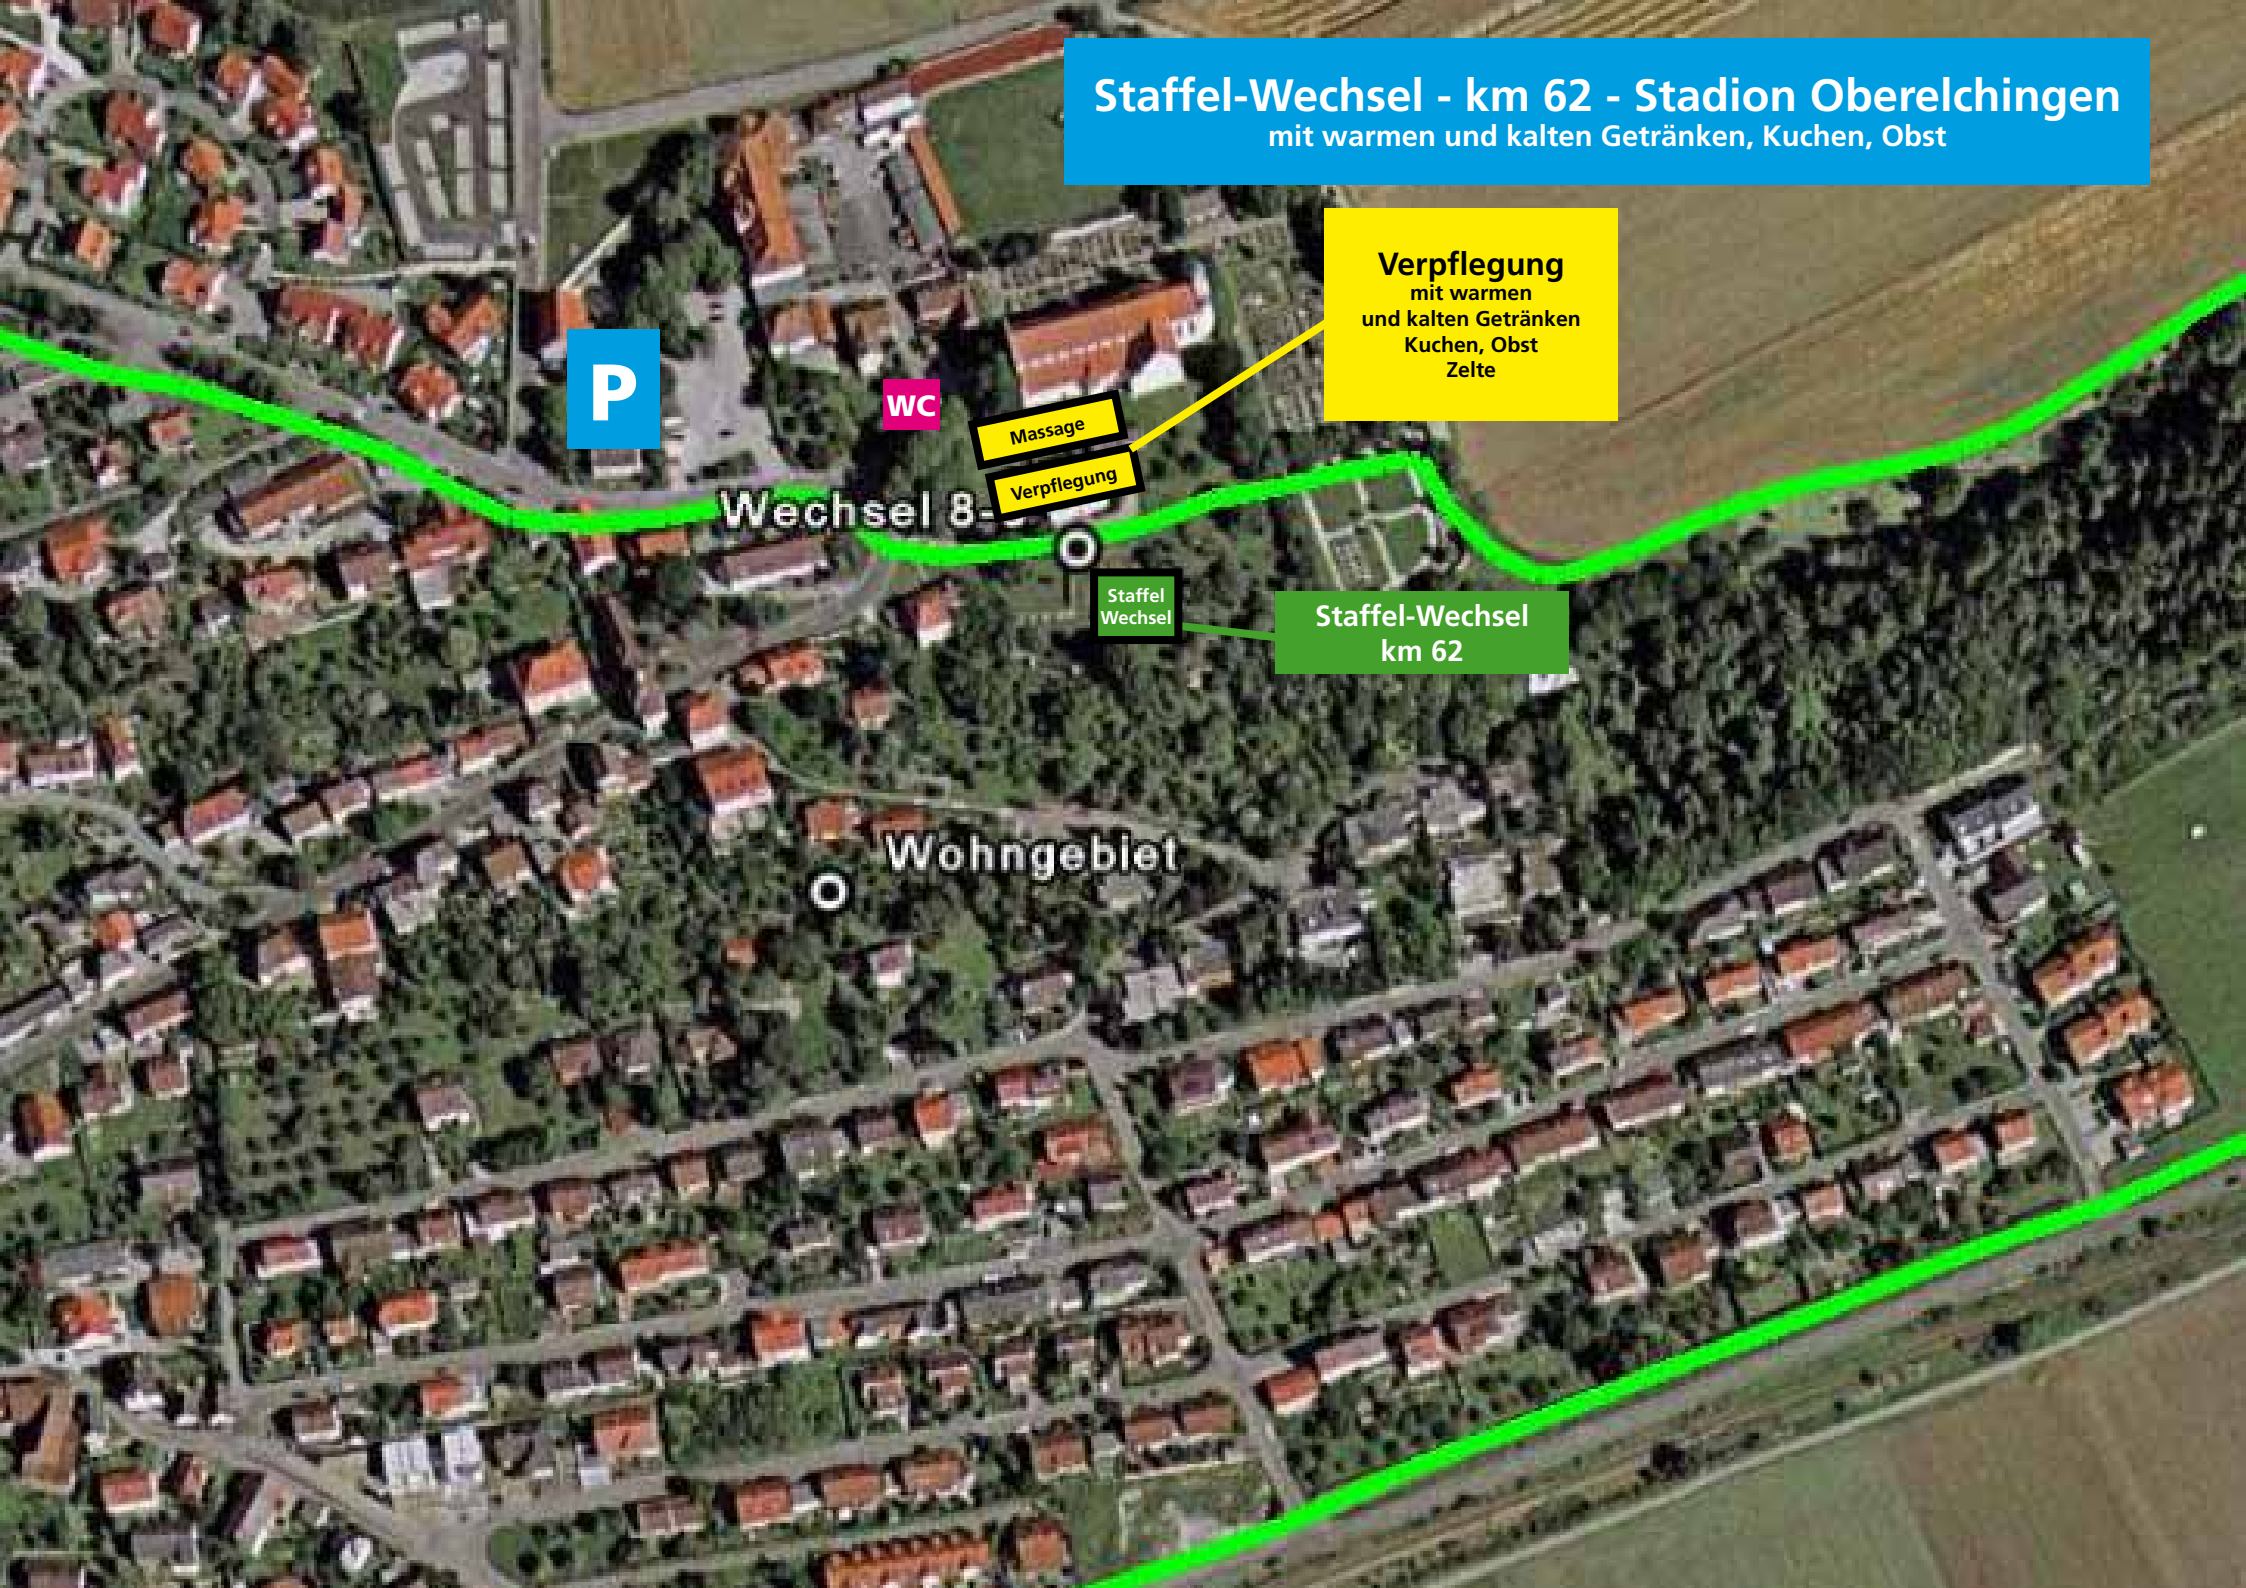 Staffel-Wechsel - km 62 - Stadion Oberelchingen
mit warmen und kalten Getränken, Kuchen, Obst
Verpflegung
mit warmen
und kalten Getränken
Kuchen, Obst
Zelte
P
WC
Massage
Verpflegung
Wechsel 8-
Staffel
Wechsel
Staffel-Wechsel
km 62
Wohngebiet